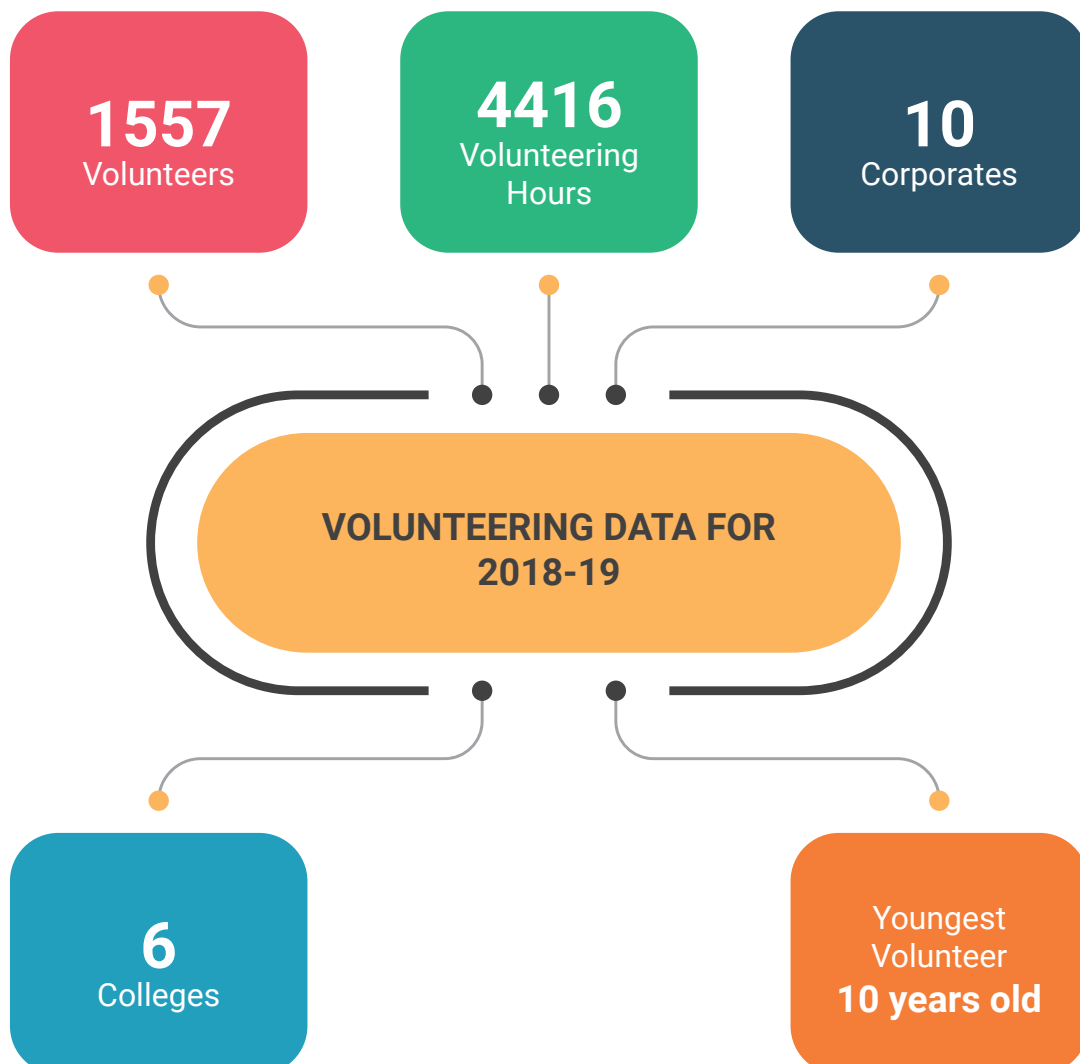 1557
Volunteers
4416
Volunteering
Hours
10
Corporates
VOLUNTEERING DATA FOR
2018-19
6
Colleges
Youngest
Volunteer
10 years old